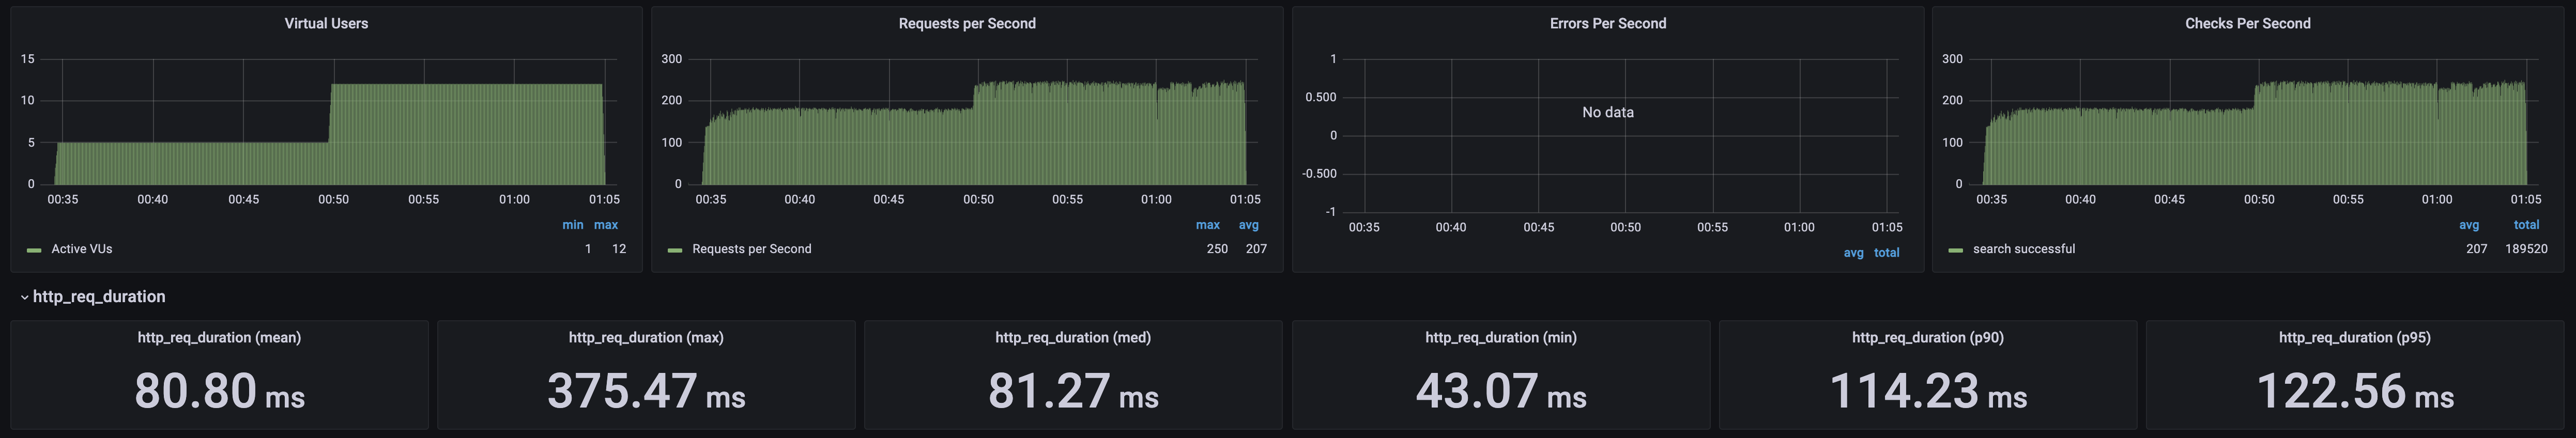 Virtual Users
15
10
5
0
00:35 00:40 00:45 00:50 00:55 01:00 01:05
min max
Active VUs 1 12
Requests per Second
300
200
100
0
00:35 00:40 00:45 00:50 00:55 01:00 01:05
max avg
Requests per Second 250 207
Errors Per Second
1
0.500
0
-0.500
-1
No data
00:35 00:40 00:45 00:50 00:55 01:00 01:05
avg total
Checks Per Second
300
200
100
0
00:35 00:40 00:45 00:50 00:55 01:00 01:05
avg total
search successful 207 189520
http_req_duration
http_req_duration (mean)
80.80 ms
http_req_duration (max)
375.47 ms
http_req_duration (med)
81.27 ms
http_req_duration (min)
43.07 ms
http_req_duration (p90)
114.23 ms
http_req_duration (p95)
122.56 ms